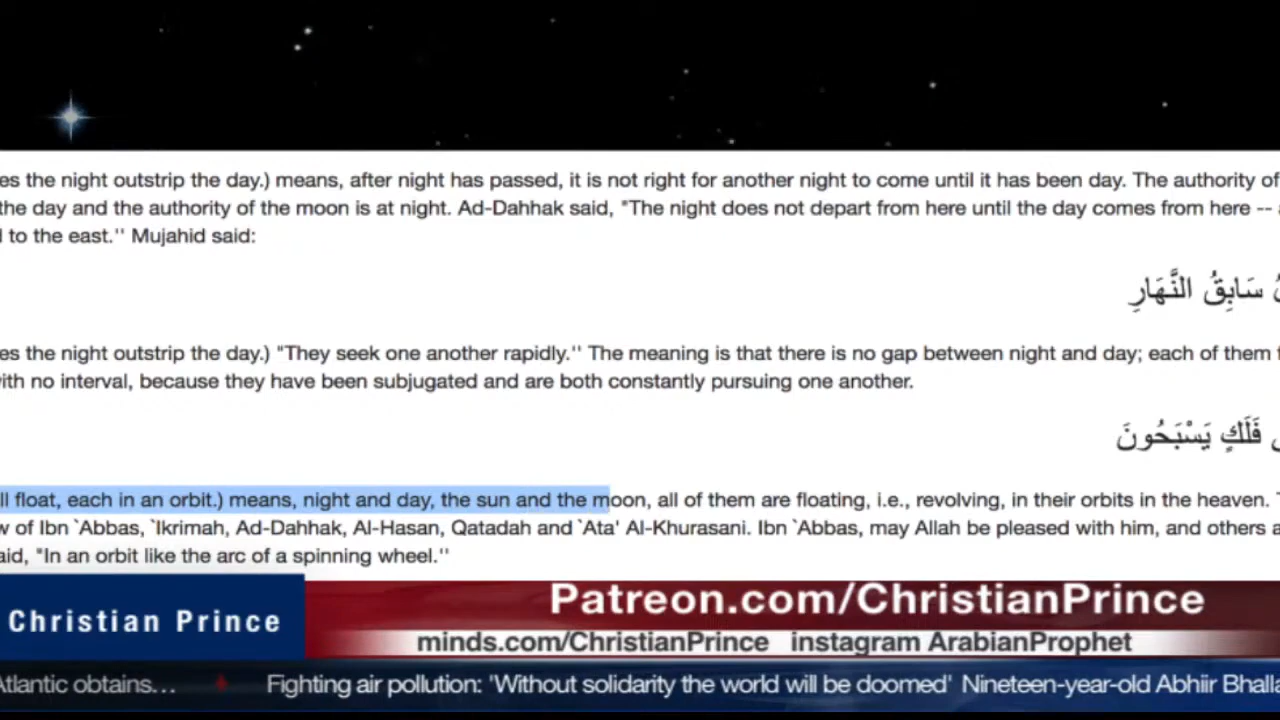 es the night outstrip the day.) means, after night has passed, it is not right for another night to come until it has been day. The authority of
the day and the authority of the moon is at night. Ad-Dahhak said, "The night does not depart from here until the day comes from here --
to the east.'' Mujahid said:
سَابِقُ النَّهَارِ
es the night outstrip the day.) "They seek one another rapidly.'' The meaning is that there is no gap between night and day; each of them
ith no interval, because they have been subjugated and are both constantly pursuing one another.
فَلَكٍ يَسْبَحُونَ
ll float, each in an orbit.) means, night and day, the sun and the moon, all of them are floating, i.e., revolving, in their orbits in the heaven.
w of Ibn `Abbas, `Ikrimah, Ad-Dahhak, Al-Hasan, Qatadah and `Ata' Al-Khurasani. Ibn `Abbas, may Allah be pleased with him, and others
aid, "In an orbit like the arc of a spinning wheel.''
Patreon.com/ChristianPrince
Christian Prince
minds.com/ChristianPrince instagram ArabianProphet
Atlantic obtains... Fighting air pollution: 'Without solidarity the world will be doomed' Nineteen-year-old Abhiir Bhalla